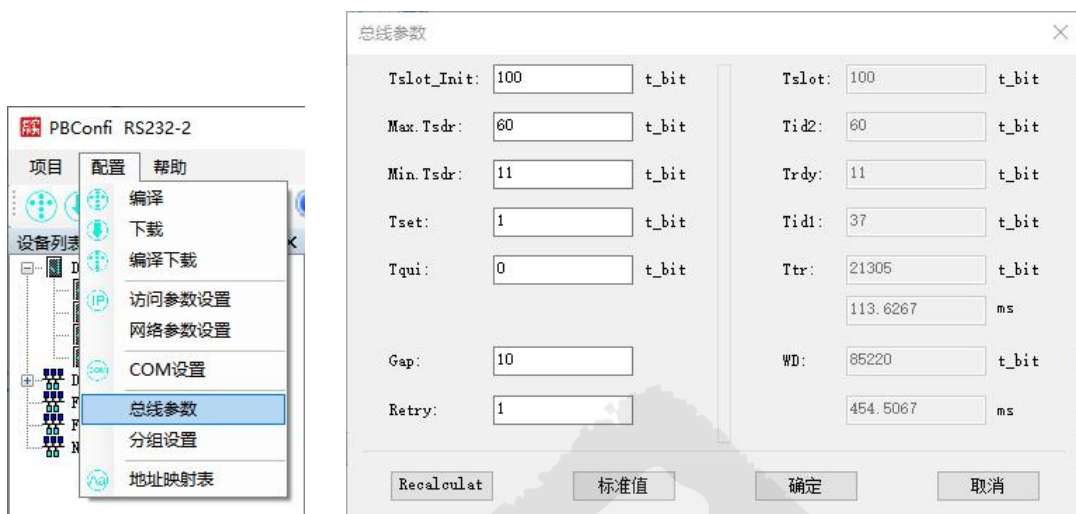 PBConfi RS232-2
项目 配置 帮助
编译
下载
设备列表
编译下载
访问参数设置
网络参数设置
COM设置
总线参数
分组设置
地址映射表
总线参数
Tslot_Init: 100 t_bit Tslot: 100 t_bit
Max.Tsdr: 60 t_bit Tid2: 60 t_bit
Min.Tsdr: 11 t_bit Trdy: 11 t_bit
Tset: 1 t_bit Tid1: 37 t_bit
Tqui: 0 t_bit Ttr: 21305 t_bit
113.6267 ms
Gap: 10 WD: 85220 t_bit
Retry: 1 454.5067 ms
Recalculat 标准值 确定 取消